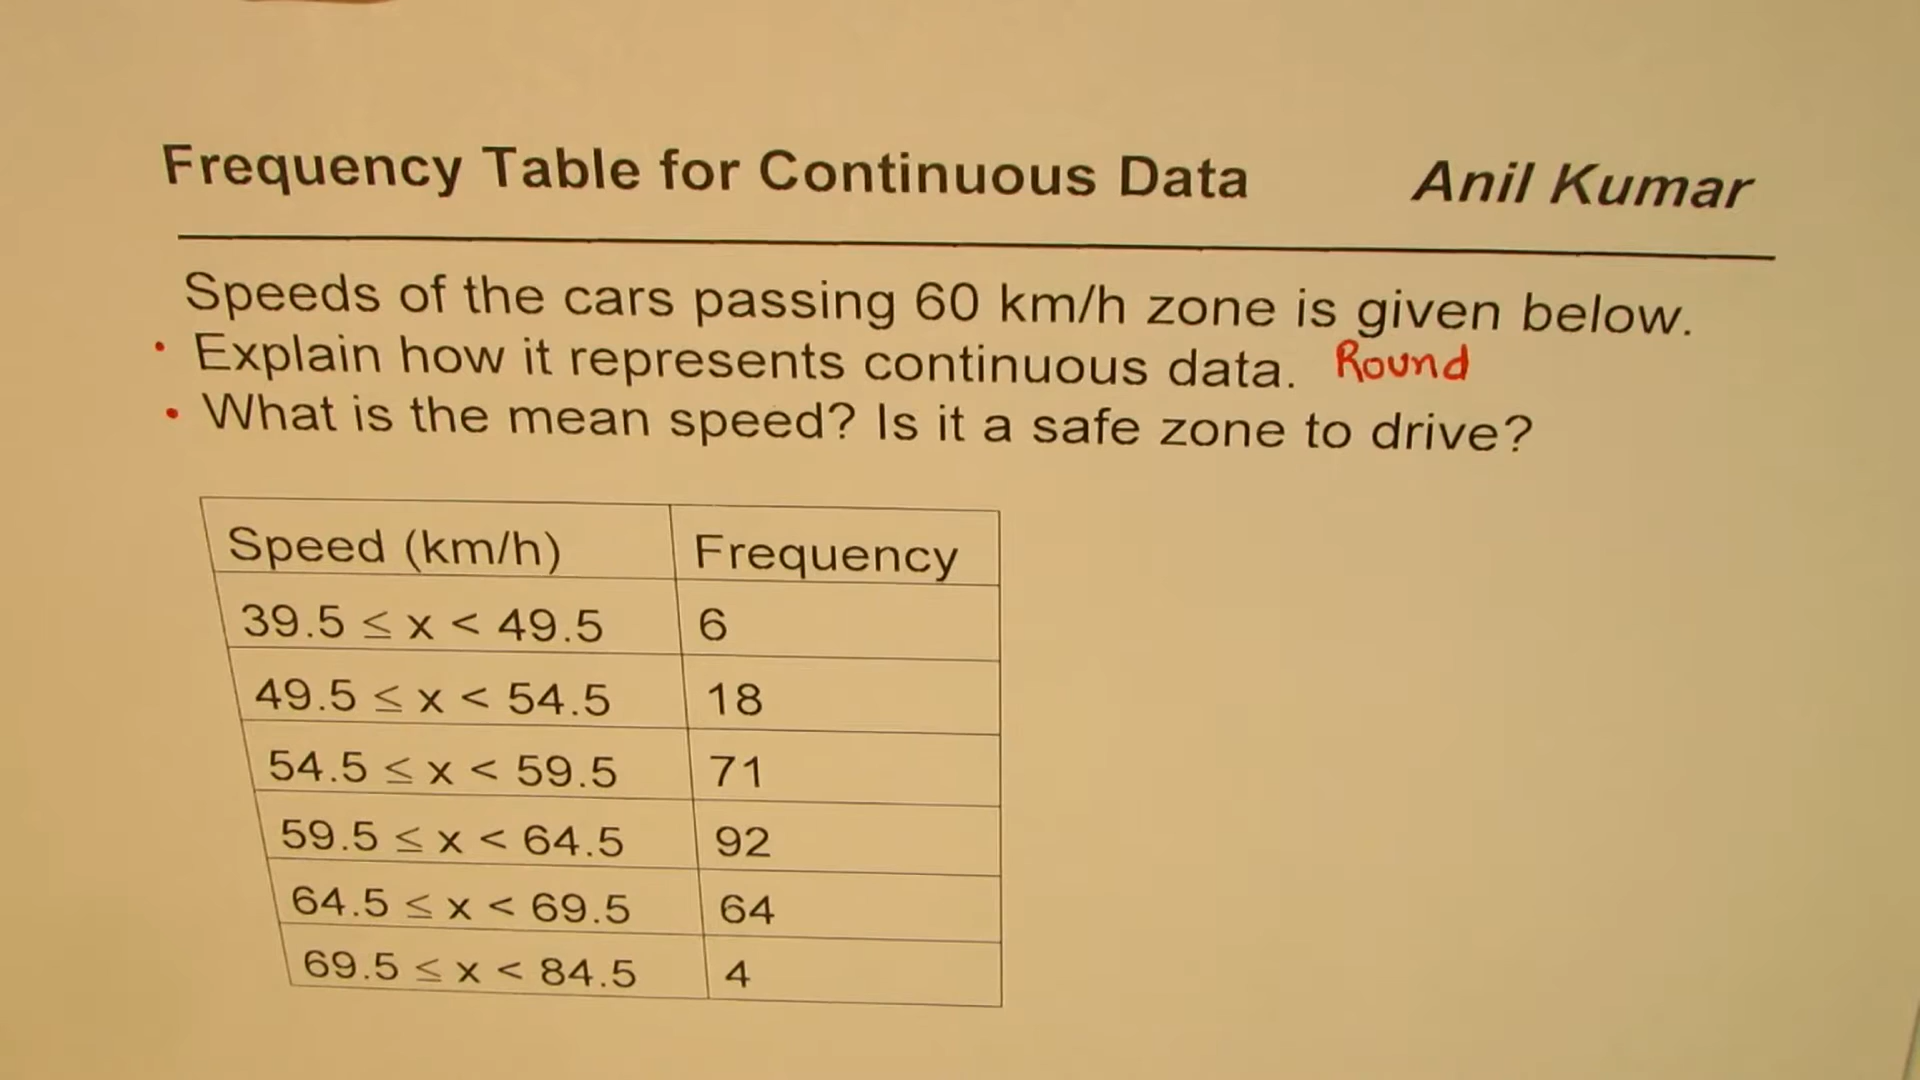 Frequency Table for Continuous Data Anil Kumar
Speeds of the cars passing 60 km/h zone is given below.
• Explain how it represents continuous data. Round
• What is the mean speed? Is it a safe zone to drive?
Speed (km/h) Frequency
39.5 ≤ x < 49.5 6
49.5 ≤ x < 54.5 18
54.5 ≤ x < 59.5 71
59.5 ≤ x < 64.5 92
64.5 ≤ x < 69.5 64
69.5 ≤ x < 84.5 4